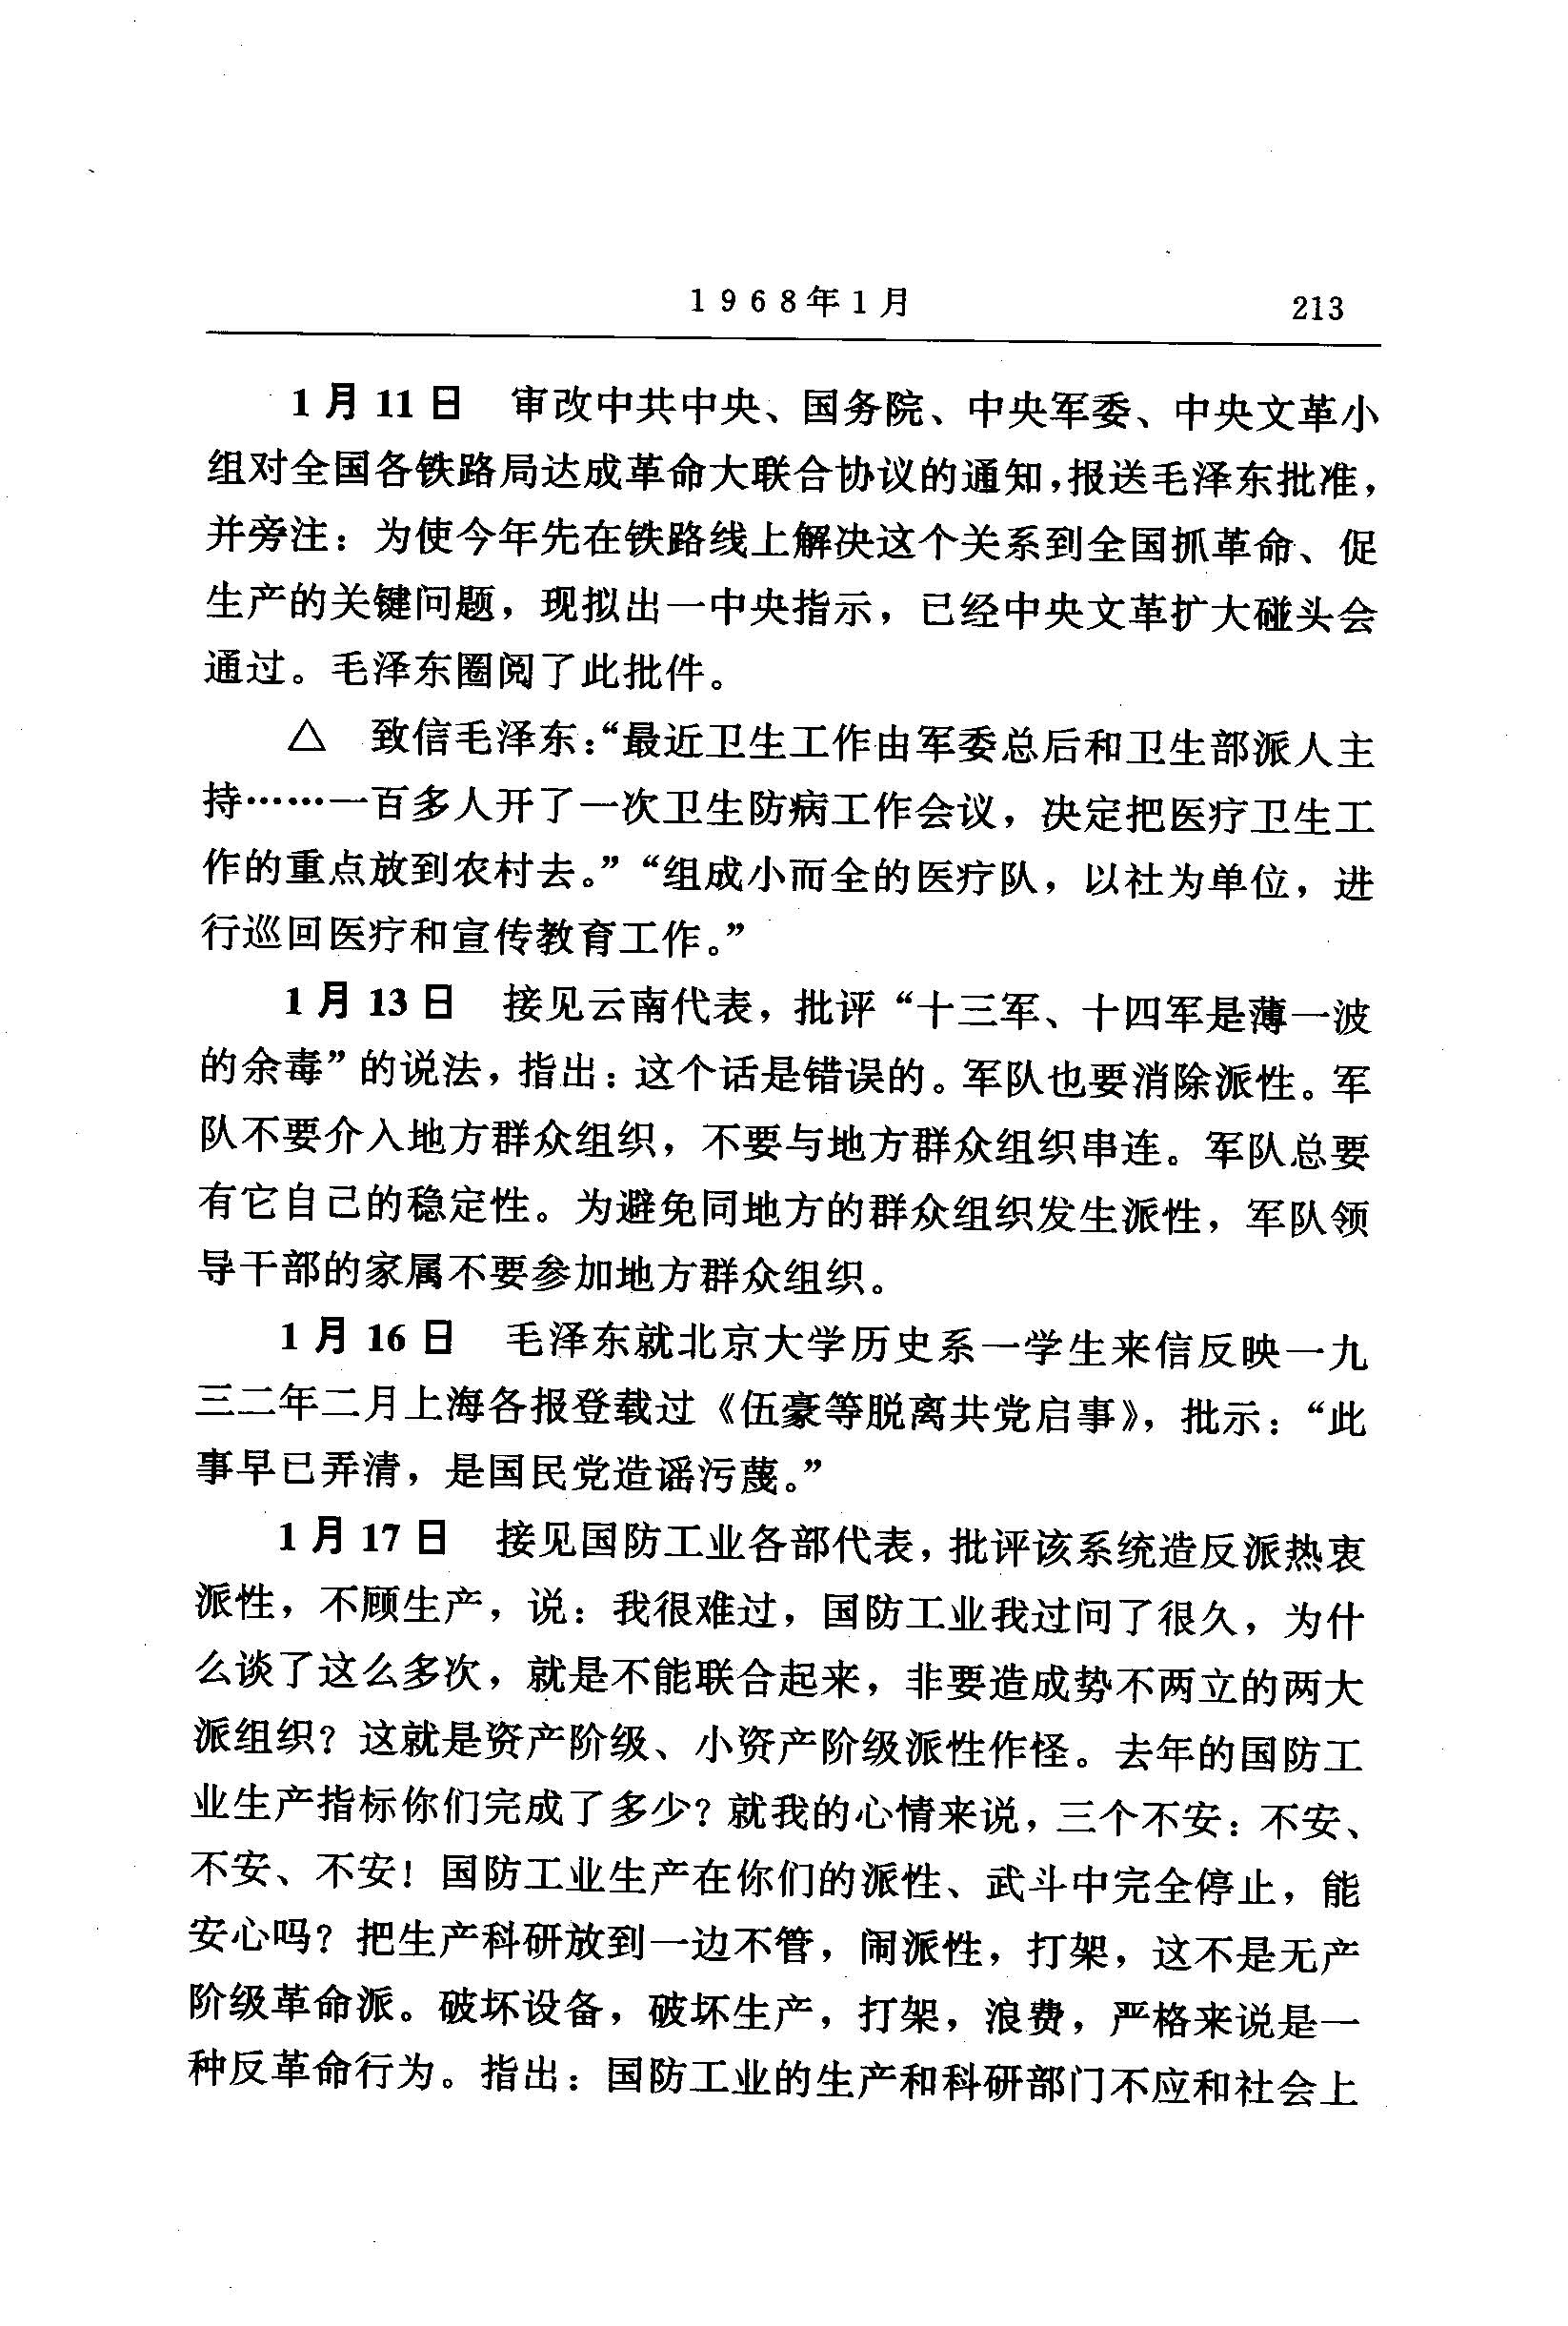 1968年1月
213
1月11日 审改中共中央、国务院、中央军委、中央文革小
组对全国各铁路局达成革命大联合协议的通知，报送毛泽东批准，
并旁注：为使今年先在铁路线上解决这个关系到全国抓革命、促
生产的关键问题，现拟出一中央指示，已经中央文革扩大碰头会
通过。毛泽东圈阅了此批件。
△ 致信毛泽东：“最近卫生工作由军委总后和卫生部派人主
持……一百多人开了一次卫生防病工作会议，决定把医疗卫生工
作的重点放到农村去。”“组成小而全的医疗队，以社为单位，进
行巡回医疗和宣传教育工作。”
1月13日 接见云南代表，批评“十三军、十四军是薄一波
的余毒”的说法，指出：这个话是错误的。军队也要消除派性。军
队不要介入地方群众组织，不要与地方群众组织串连。军队总要
有它自己的稳定性。为避免同地方的群众组织发生派性，军队领
导干部的家属不要参加地方群众组织。
1月16日 毛泽东就北京大学历史系一学生来信反映一九
三二年二月上海各报登载过《伍豪等脱离共党启事》，批示：“此
事早已弄清，是国民党造谣污蔑。”
1月17日 接见国防工业各部代表，批评该系统造反派热衷
派性，不顾生产，说：我很难过，国防工业我过问了很久，为什
么谈了这么多次，就是不能联合起来，非要造成势不两立的两大
派组织？这就是资产阶级、小资产阶级派性作怪。去年的国防工
业生产指标你们完成了多少？就我的心情来说，三个不安：不安、
不安、不安！国防工业生产在你们的派性、武斗中完全停止，能
安心吗？把生产科研放到一边不管，闹派性，打架，这不是无产
阶级革命派。破坏设备，破坏生产，打架，浪费，严格来说是一
种反革命行为。指出：国防工业的生产和科研部门不应和社会上